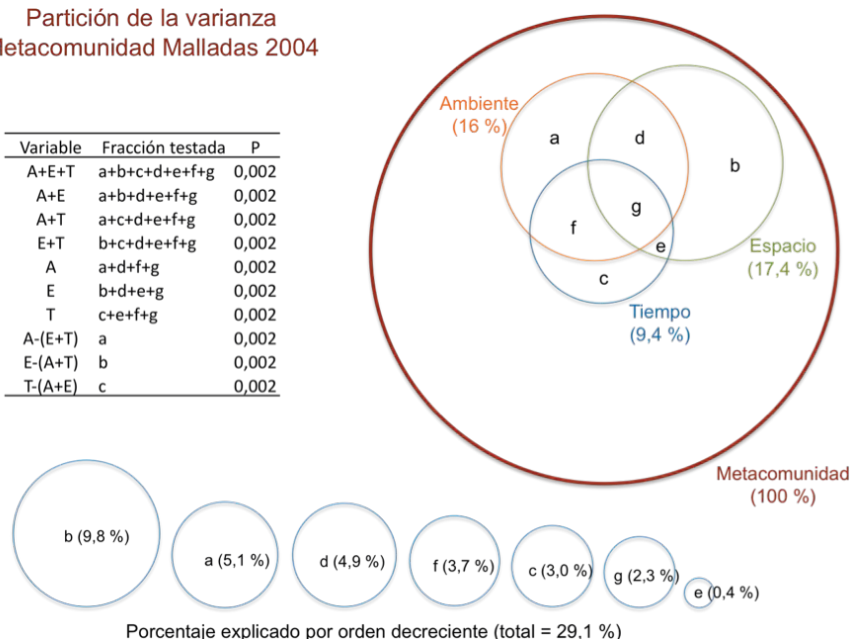 Partición de la varianza
Metacomunidad Malladas 2004
Variable Fracción testada P
A+E+T a+b+c+d+e+f+g 0,002
A+E a+b+d+e+f+g 0,002
A+T a+c+d+e+f+g 0,002
E+T b+c+d+e+f+g 0,002
A a+d+f+g 0,002
E b+d+e+g 0,002
T c+e+f+g 0,002
A-(E+T) a 0,002
E-(A+T) b 0,002
T-(A+E) c 0,002
Ambiente
(16 %)
a
d
b
g
f
e
c
Espacio
(17,4 %)
Tiempo
(9,4 %)
Metacomunidad
(100 %)
b (9,8 %)
a (5,1 %)
d (4,9 %)
f (3,7 %)
c (3,0 %)
g (2,3 %)
e (0,4 %)
Porcentaje explicado por orden decreciente (total = 29,1 %)